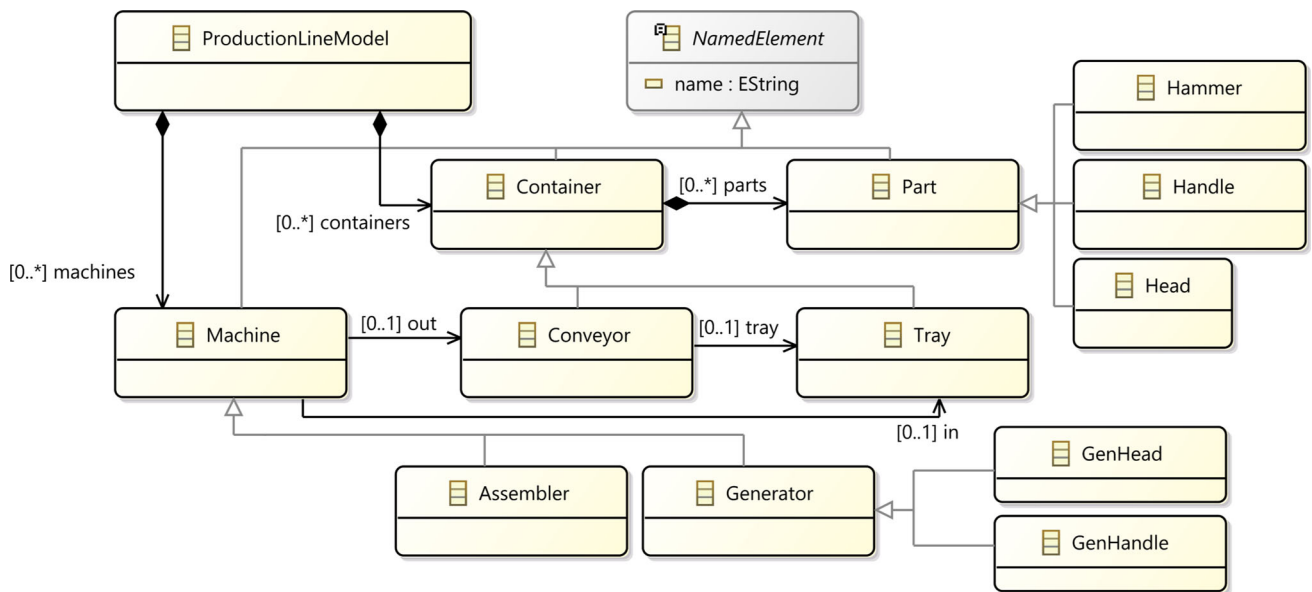 ProductionLineModel
NamedElement
name : EString
Hammer
Container
[0..*] parts
Part
Handle
[0..*] containers
[0..*] machines
Head
Machine
[0..1] out
Conveyor
[0..1] tray
Tray
[0..1] in
GenHead
Assembler
Generator
GenHandle